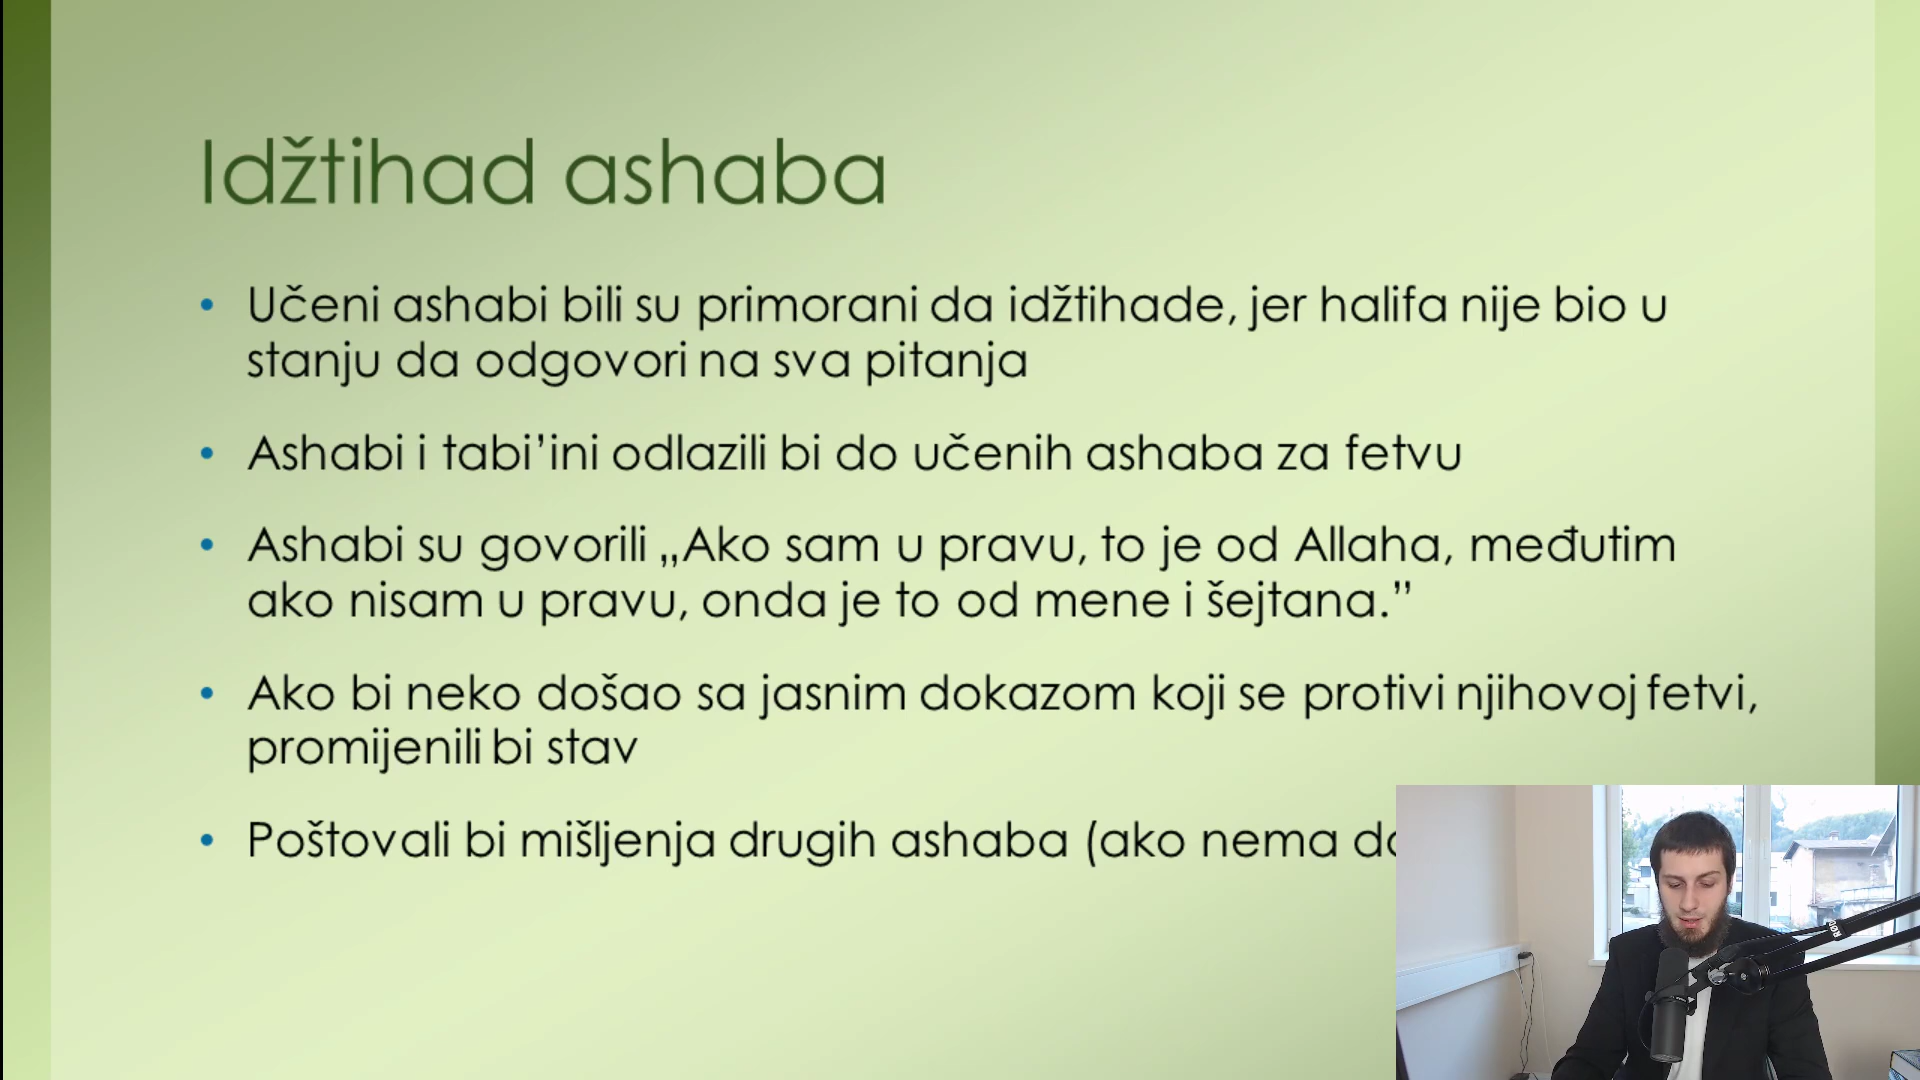 Idžtihad ashaba
• Učeni ashabi bili su primorani da idžtihade, jer halifa nije bio u
stanju da odgovori na sva pitanja
• Ashabi i tabi’ini odlazili bi do učenih ashaba za fetvu
• Ashabi su govorili „Ako sam u pravu, to je od Allaha, međutim
ako nisam u pravu, onda je to od mene i šejtana.”
• Ako bi neko došao sa jasnim dokazom koji se protivi njihovoj fetvi,
promijenili bi stav
• Poštovali bi mišljenja drugih ashaba (ako nema